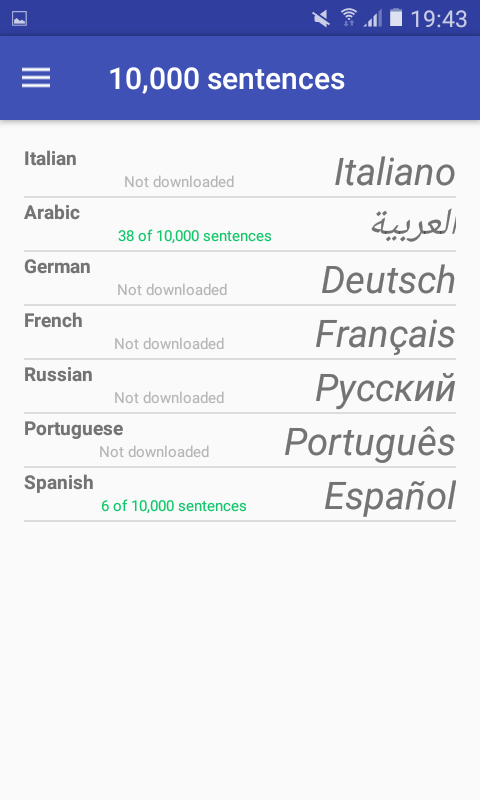 19:43
10,000 sentences
Italian
Not downloaded
Italiano
Arabic
38 of 10,000 sentences
العربية
German
Not downloaded
Deutsch
French
Not downloaded
Français
Russian
Not downloaded
Русский
Portuguese
Not downloaded
Português
Spanish
6 of 10,000 sentences
Español